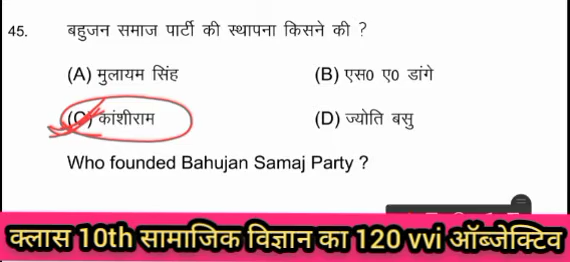 45. बहुजन समाज पार्टी की स्थापना किसने की ?
(A) मुलायम सिंह (B) एस0 ए0 डांगे
(C) कांशीराम (D) ज्योति बसु
Who founded Bahujan Samaj Party ?
क्लास 10th सामाजिक विज्ञान का 120 vvi ऑब्जेक्टिव